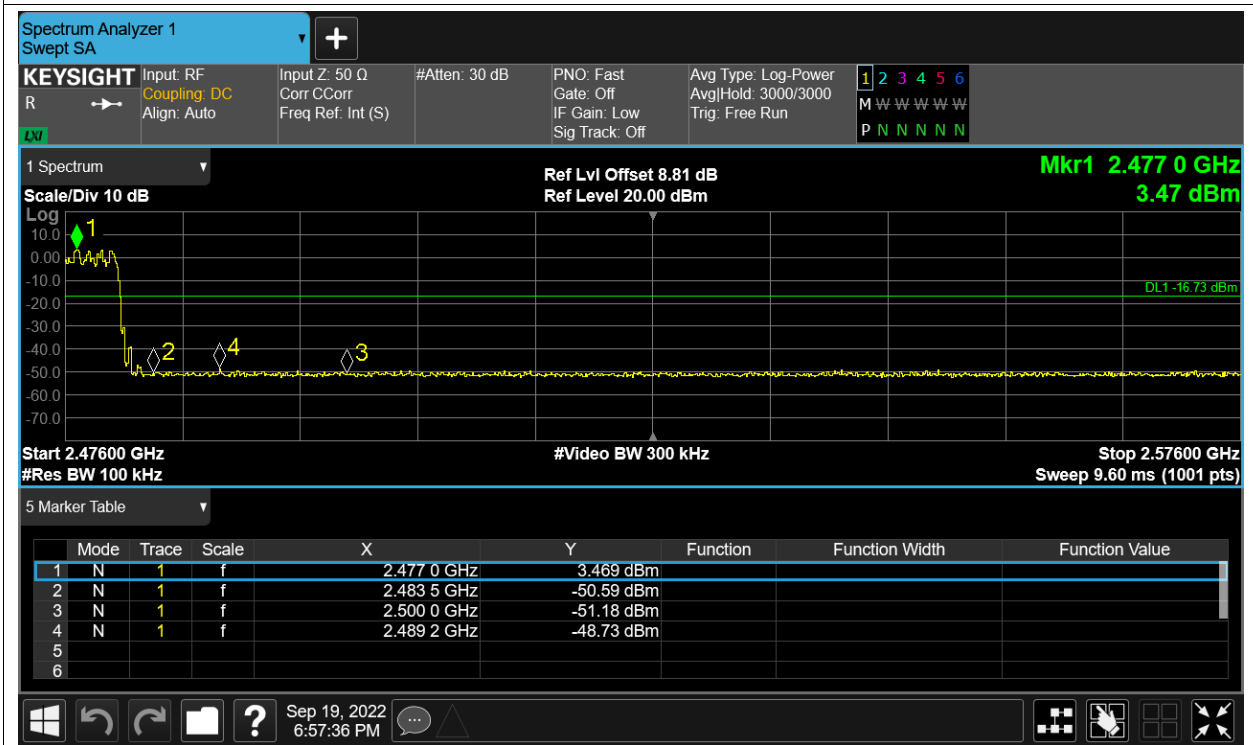 Spectrum Analyzer 1
Swept SA
+
KEYSIGHT Input: RF Input Z: 50 Ω #Atten: 30 dB PNO: Fast Avg Type: Log-Power 1 2 3 4 5 6
R Coupling: DC Corr CCorr Gate: Off Avg|Hold: 3000/3000 M W W W W W W
Align: Auto Freq Ref: Int (S) IF Gain: Low Trig: Free Run
LXI Sig Track: Off P N N N N N N
1 Spectrum Ref Lvl Offset 8.81 dB Mkr1 2.477 0 GHz
Scale/Div 10 dB Ref Level 20.00 dBm 3.47 dBm
Log
10.0 1
0.00
-10.0
DL1 -16.73 dBm
-20.0
-30.0
-40.0 2 4 3
-50.0
-60.0
-70.0
Start 2.47600 GHz #Video BW 300 kHz Stop 2.57600 GHz
#Res BW 100 kHz Sweep 9.60 ms (1001 pts)
5 Marker Table
Mode Trace Scale X Y Function Function Width Function Value
1 N 1 f 2.477 0 GHz 3.469 dBm
2 N 1 f 2.483 5 GHz -50.59 dBm
3 N 1 f 2.500 0 GHz -51.18 dBm
4 N 1 f 2.489 2 GHz -48.73 dBm
5
6
? Sep 19, 2022
6:57:36 PM